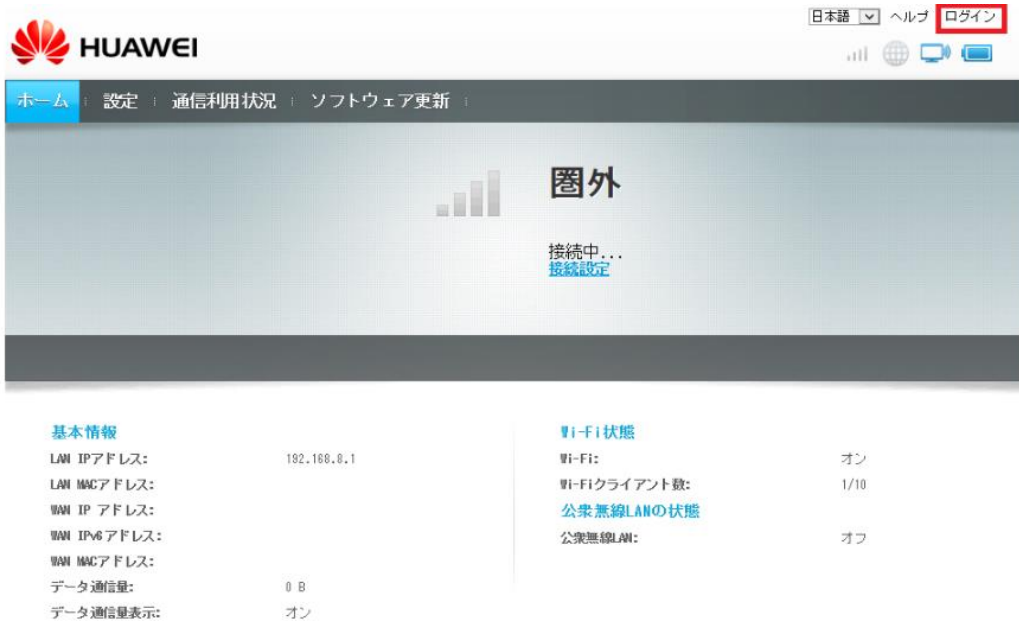 日本語 ヘルプ ログイン
HUAWEI
ホーム 設定 通信利用状況 ソフトウェア更新
圏外
接続中...
接続設定
基本情報
LAN IPアドレス: 192.168.8.1
LAN MACアドレス:
WAN IP アドレス:
WAN IPv6アドレス:
WAN MACアドレス:
データ通信量: 0 B
データ通信量表示: オン
Wi-Fi状態
Wi-Fi: オン
Wi-Fiクライアント数: 1/10
公衆無線LANの状態
公衆無線LAN: オフ